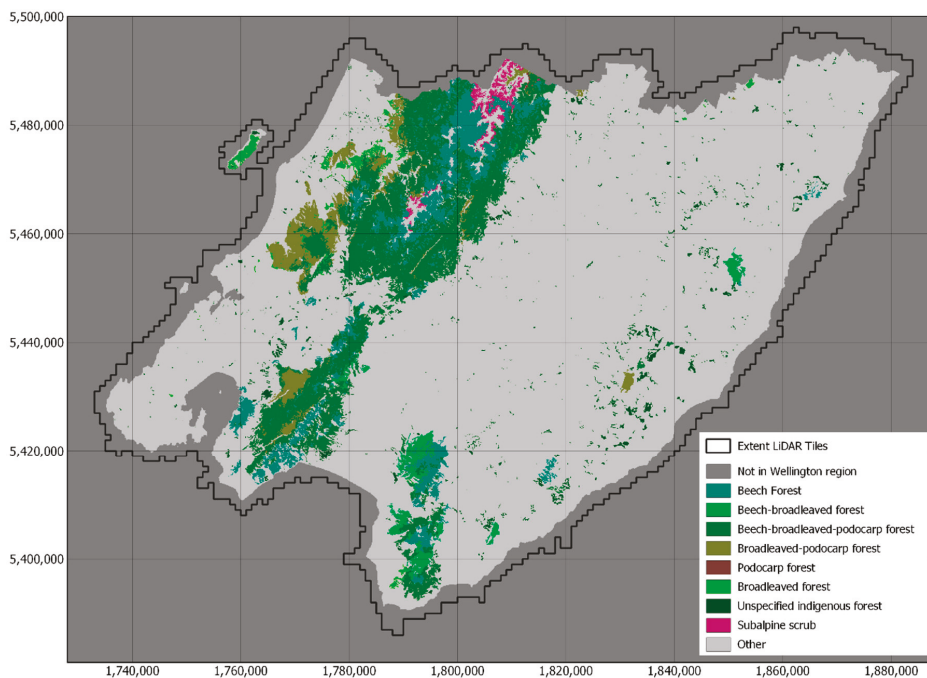 5,500,000
5,480,000
5,460,000
5,440,000
5,420,000
5,400,000
Extent LiDAR Tiles
Not in Wellington region
Beech Forest
Beech-broadleaved forest
Beech-broadleaved-podocarp forest
Broadleaved-podocarp forest
Podocarp forest
Broadleaved forest
Unspecified indigenous forest
Subalpine scrub
Other
1,740,000 1,760,000 1,780,000 1,800,000 1,820,000 1,840,000 1,860,000 1,880,000